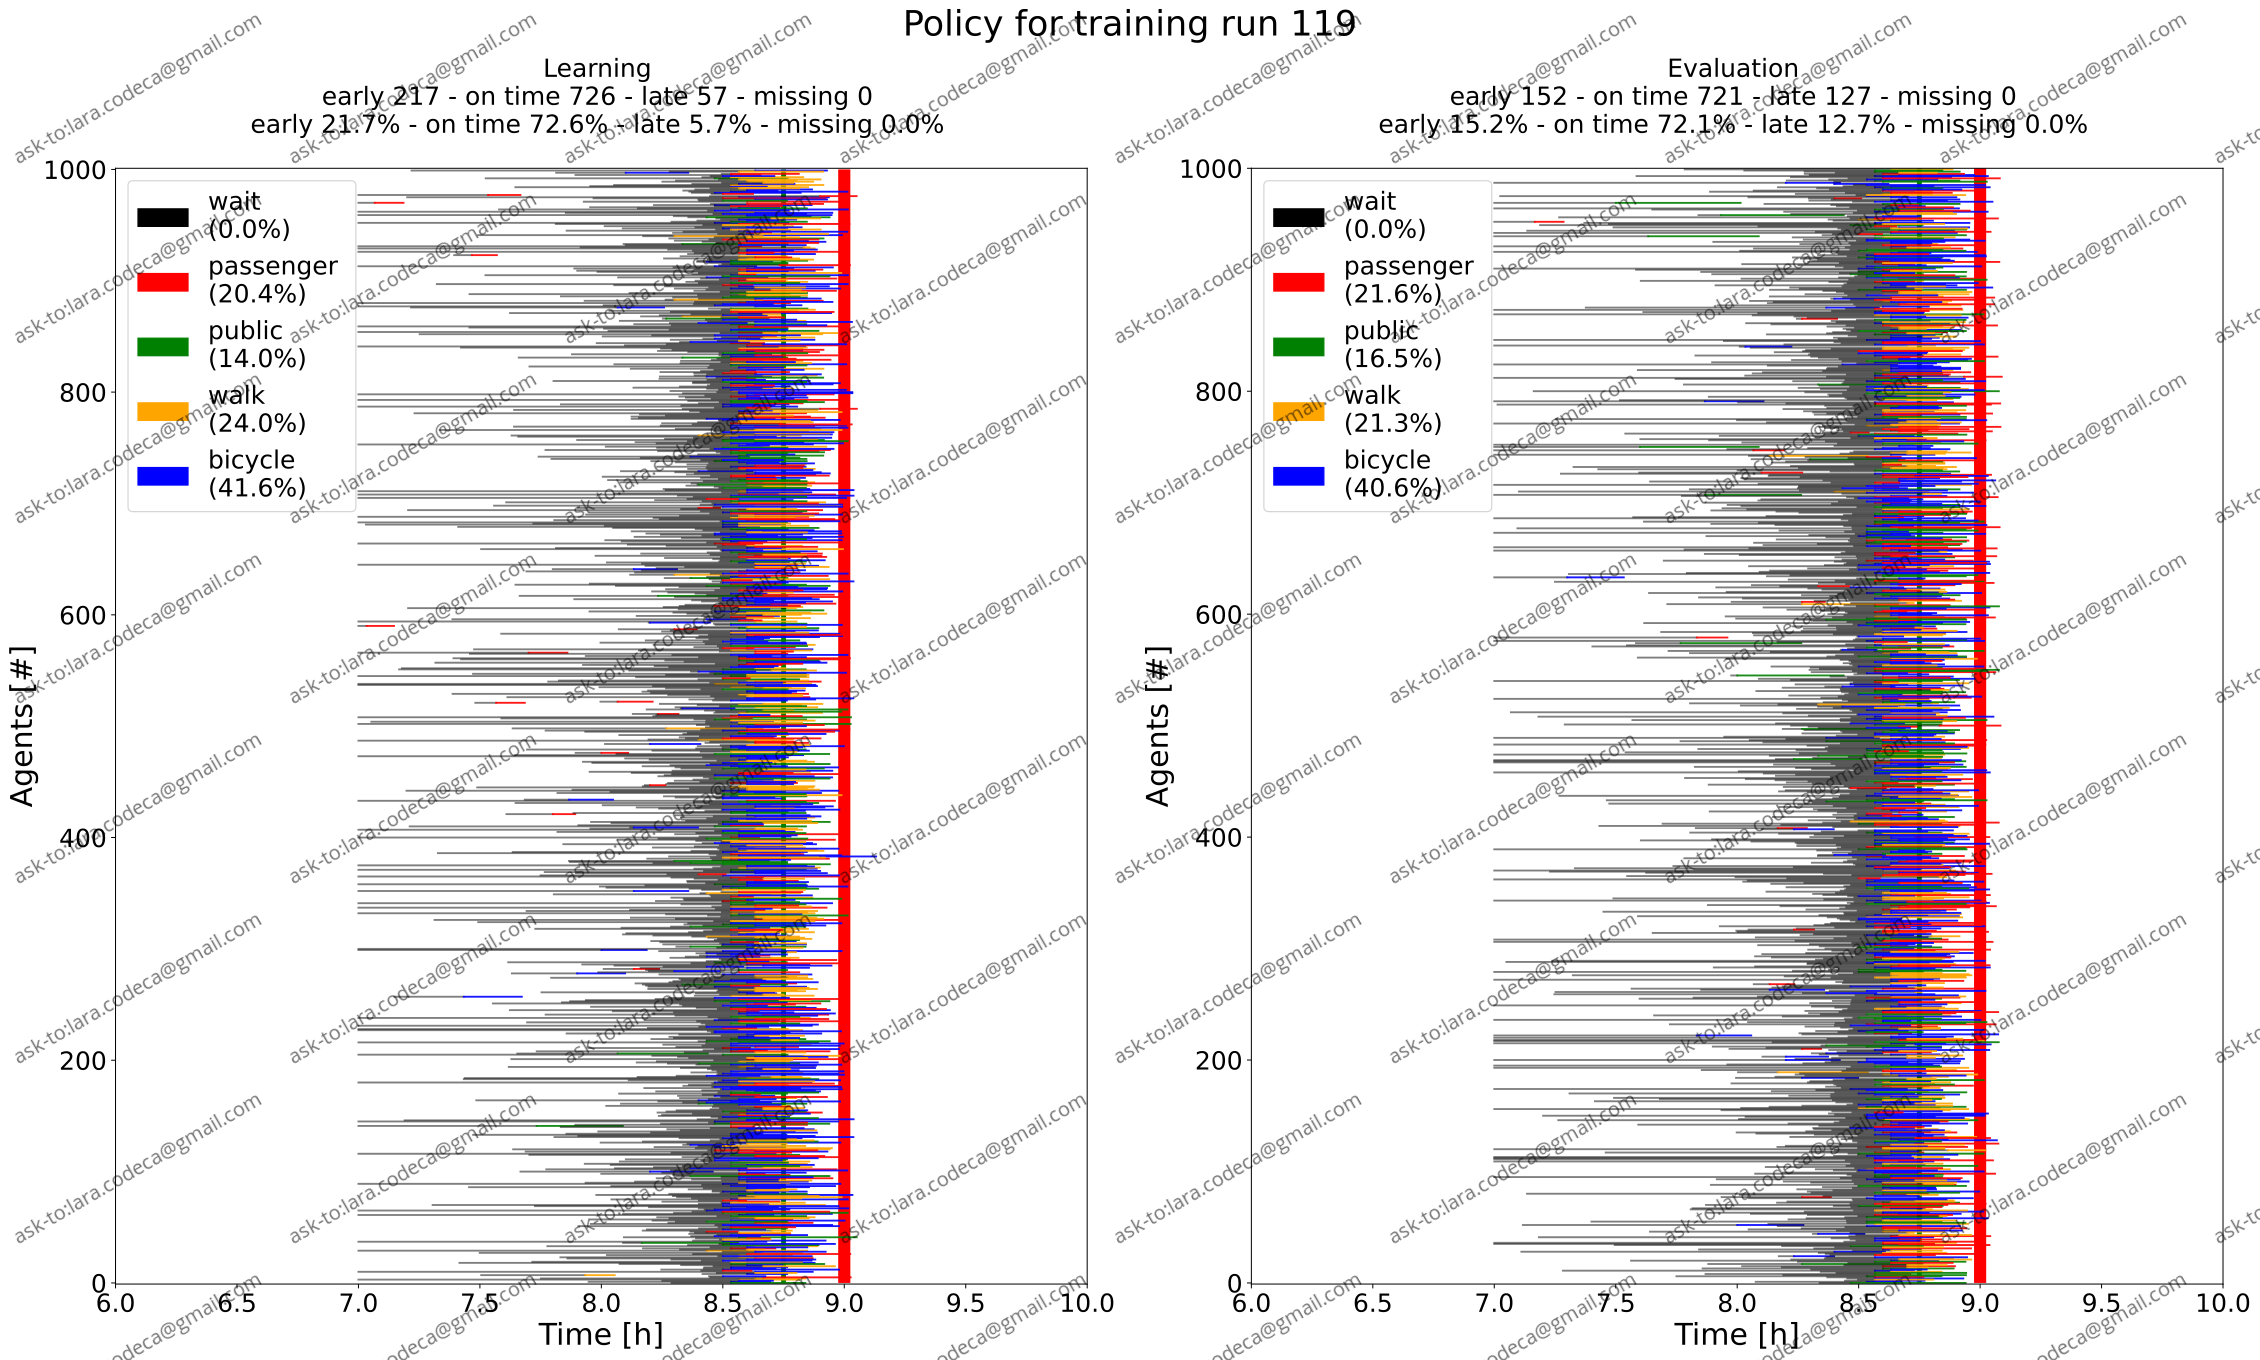 Policy for training run 119
Learning
early 217 - on time 726 - late 57 - missing 0
early 21.7% - on time 72.6% - late 5.7% - missing 0.0%
Evaluation
early 152 - on time 721 - late 127 - missing 0
early 15.2% - on time 72.1% - late 12.7% - missing 0.0%
Agents [#]
1000
800
600
400
200
0
wait
(0.0%)
passenger
(20.4%)
public
(14.0%)
walk
(24.0%)
bicycle
(41.6%)
6.0 6.5 7.0 7.5 8.0 8.5 9.0 9.5 10.0
Time [h]
Agents [#]
1000
800
600
400
200
0
wait
(0.0%)
passenger
(21.6%)
public
(16.5%)
walk
(21.3%)
bicycle
(40.6%)
6.0 6.5 7.0 7.5 8.0 8.5 9.0 9.5 10.0
Time [h]
ask-to:lara.codeca@gmail.com